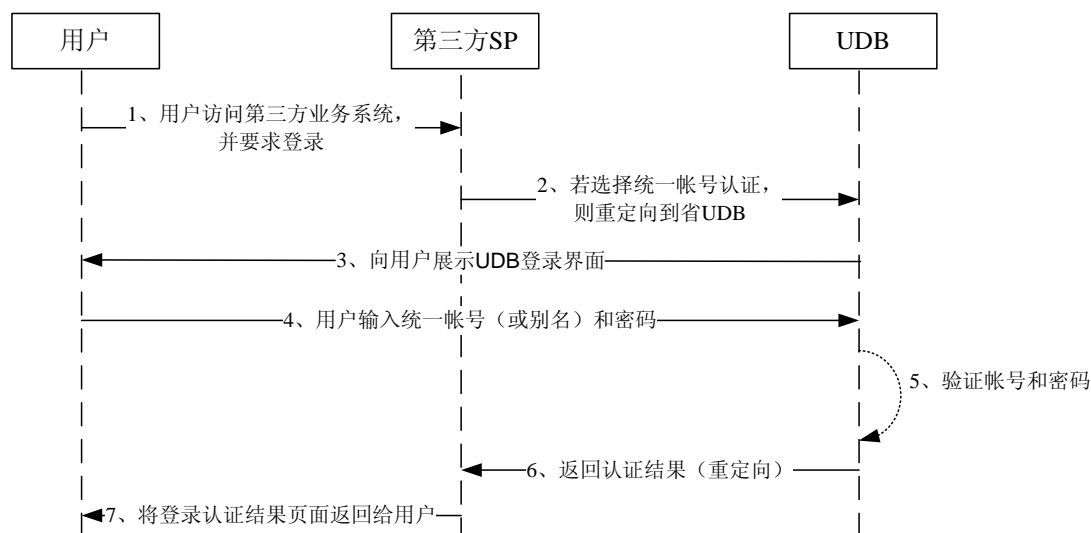 用户
第三方SP
UDB
1、用户访问第三方业务系统，
并要求登录
2、若选择统一帐号认证，
则重定向到省UDB
3、向用户展示UDB登录界面
4、用户输入统一帐号（或别名）和密码
5、验证帐号和密码
6、返回认证结果（重定向）
7、将登录认证结果页面返回给用户